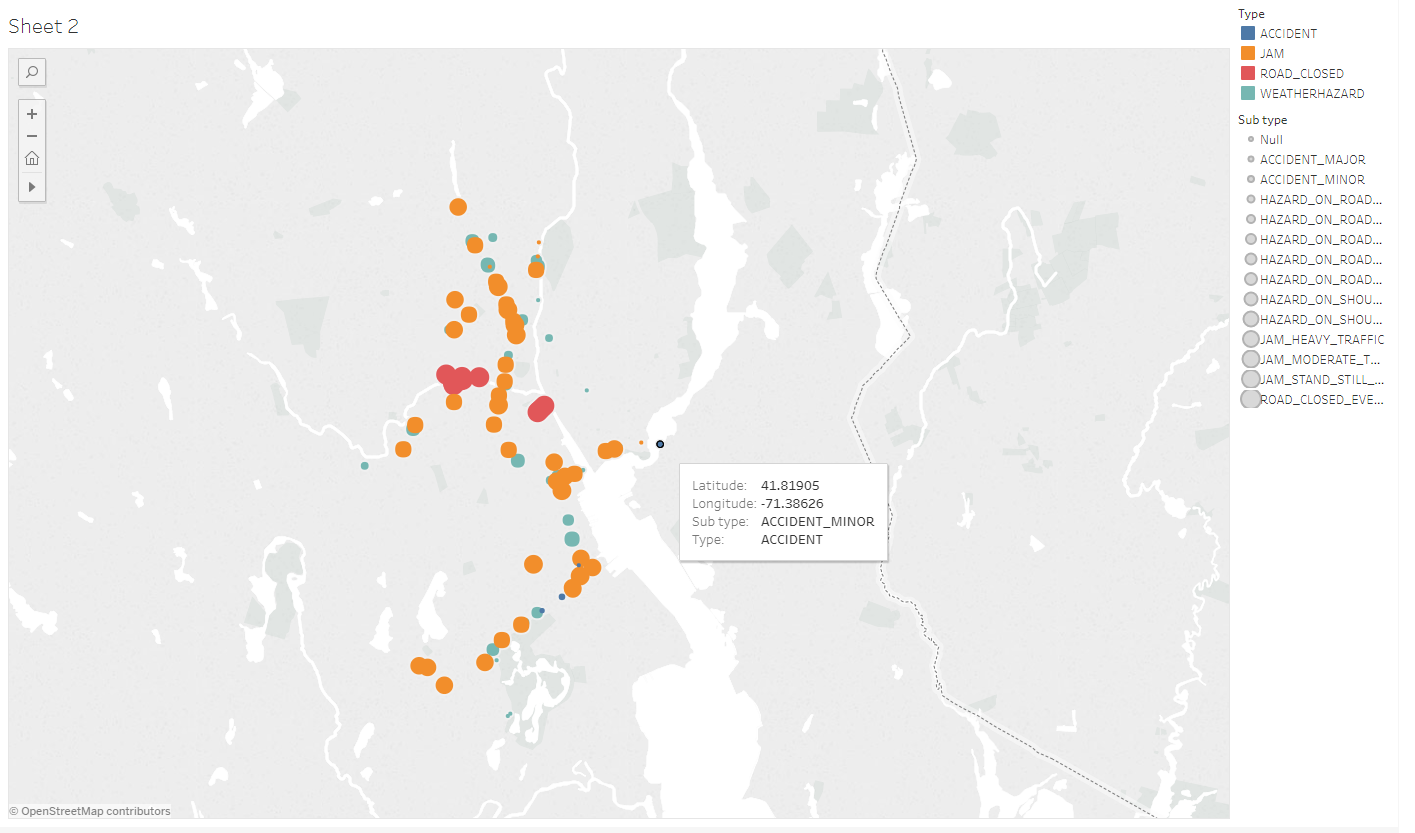 Sheet 2
Type
ACCIDENT
JAM
ROAD_CLOSED
WEATHERHAZARD
Sub type
Null
ACCIDENT_MAJOR
ACCIDENT_MINOR
HAZARD_ON_ROAD...
HAZARD_ON_ROAD...
HAZARD_ON_ROAD...
HAZARD_ON_ROAD...
HAZARD_ON_ROAD...
HAZARD_ON_SHOU...
HAZARD_ON_SHOU...
JAM_HEAVY_TRAFFIC
JAM_MODERATE_T...
JAM_STAND_STILL_...
ROAD_CLOSED_EVE...
Latitude: 41.81905
Longitude: -71.38626
Sub type: ACCIDENT_MINOR
Type: ACCIDENT
© OpenStreetMap contributors